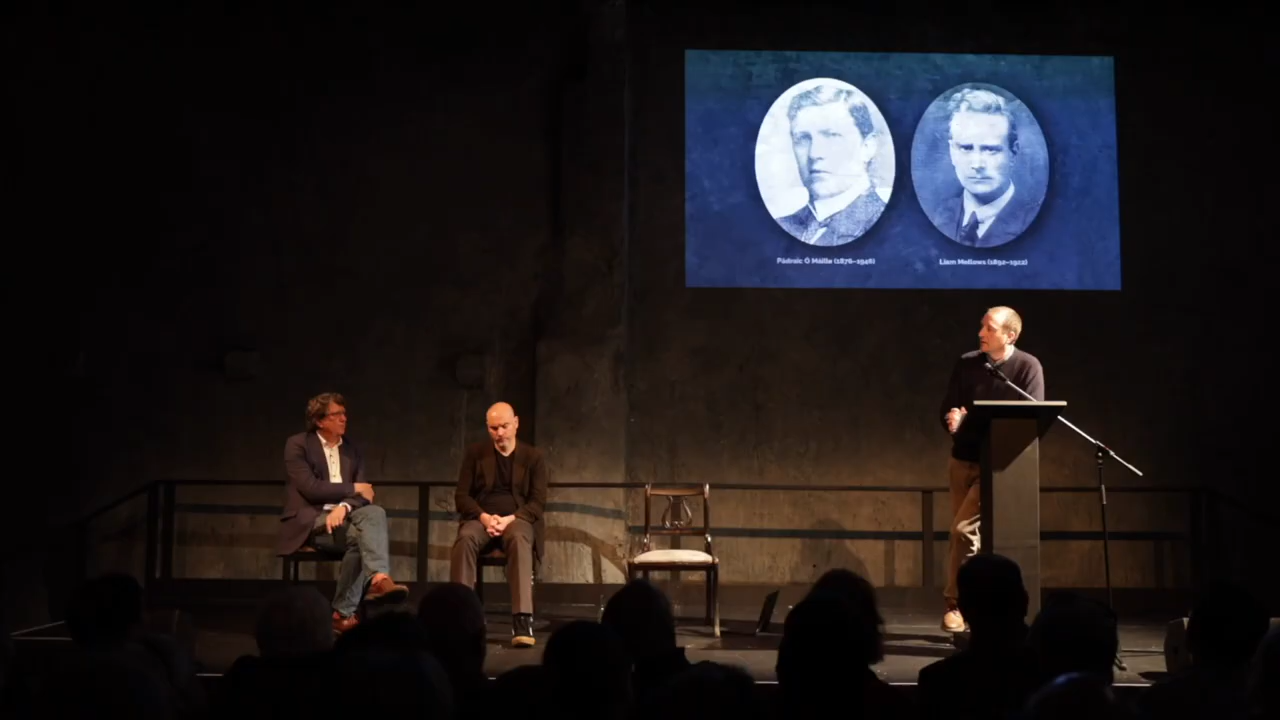 Pádraic Ó Máille (1876–1946)
Liam Mellows (1892–1922)